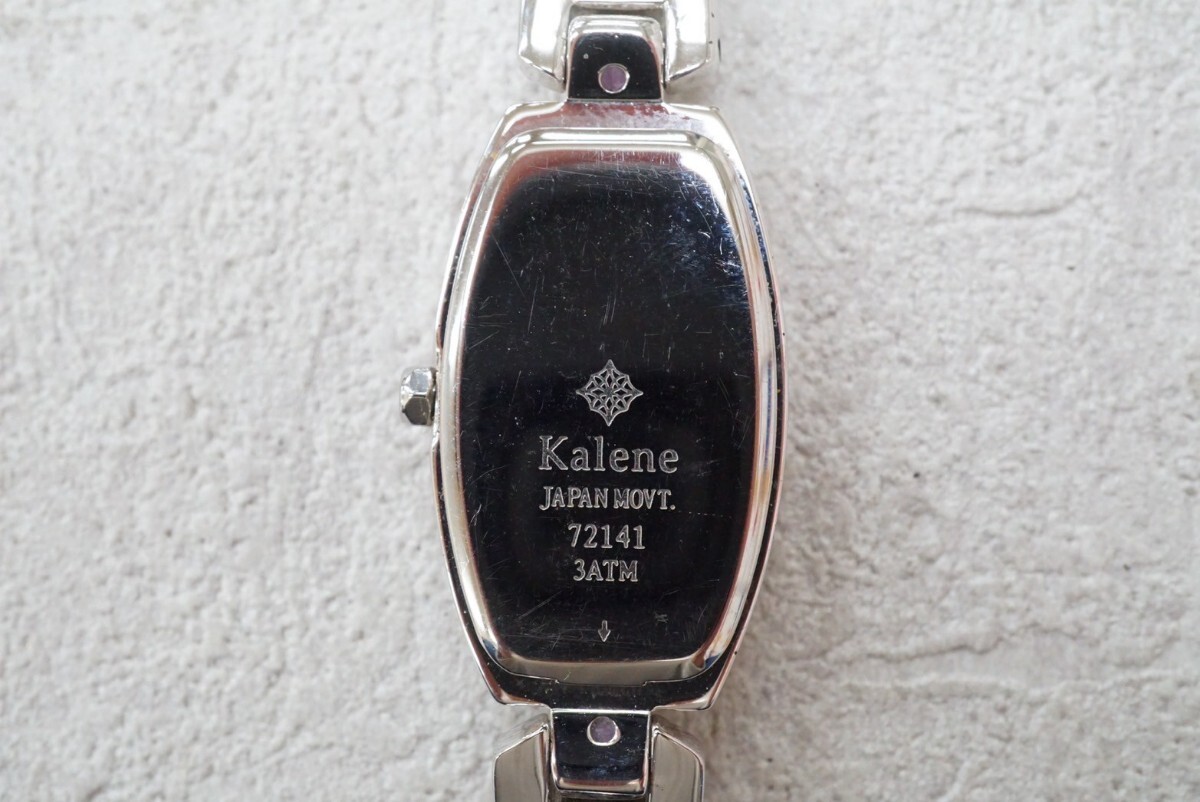 Kalene
JAPAN MOVT.
72141
3ATM